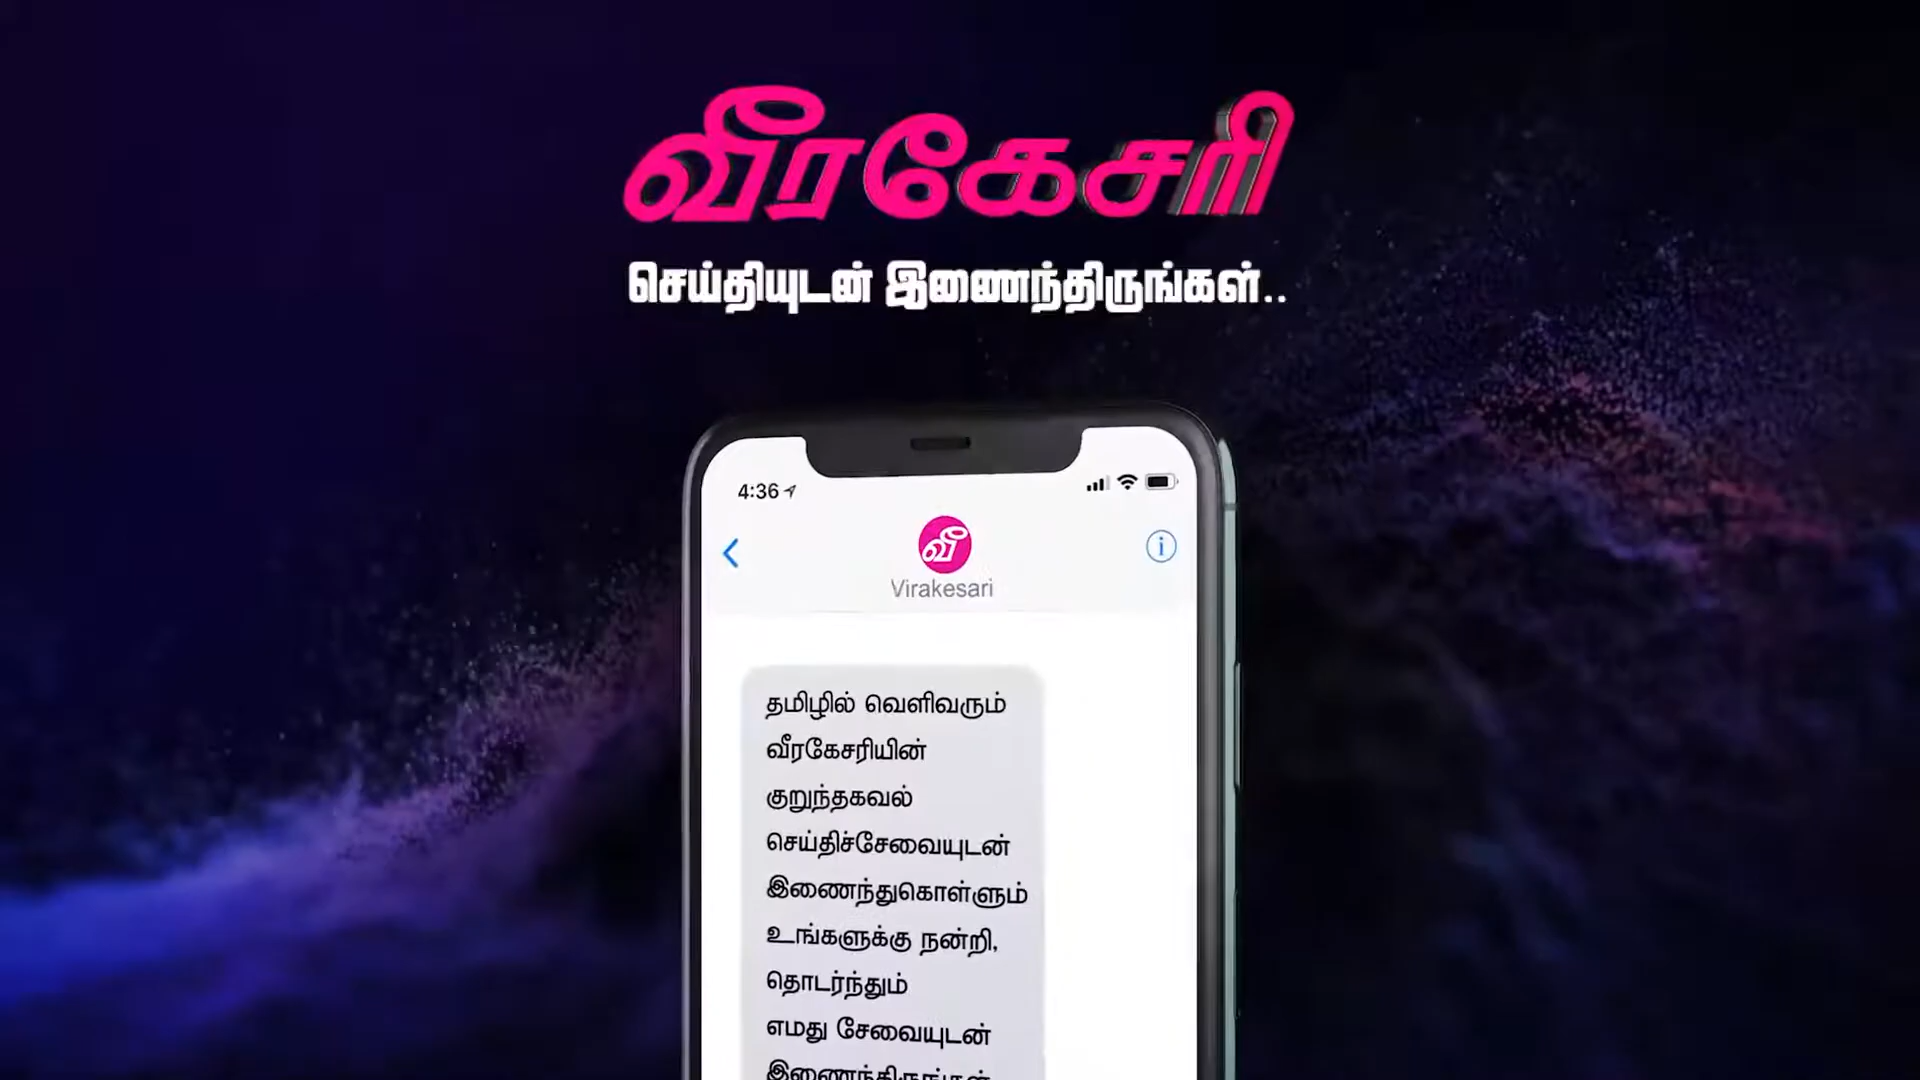 வீரகேசரி
செய்தியுடன் இணைந்திருங்கள்..
4:36
வீ
Virakesari
தமிழில் வெளிவரும்
வீரகேசரியின்
குறுந்தகவல்
செய்திச்சேவையுடன்
இணைந்துகொள்ளும்
உங்களுக்கு நன்றி,
தொடர்ந்தும்
எமது சேவையுடன்